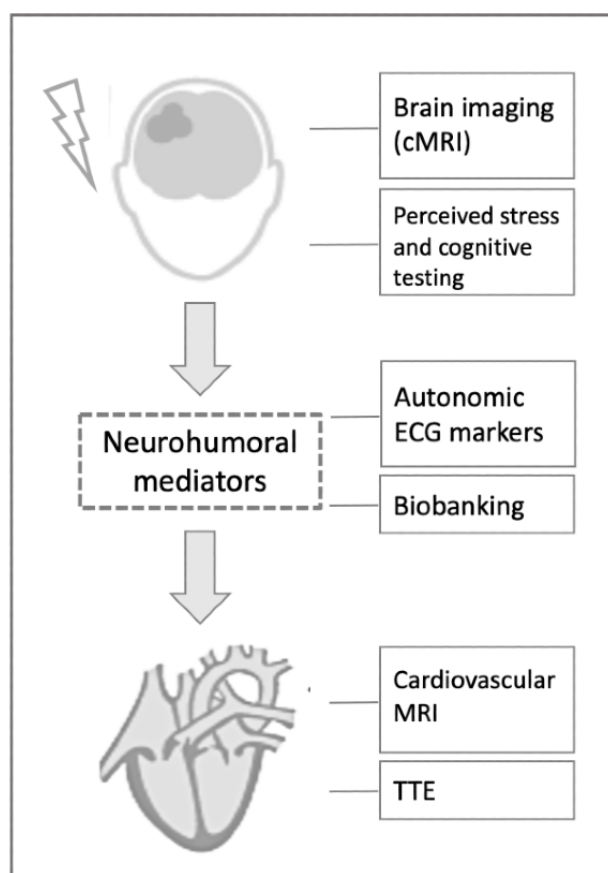 Brain imaging
(cMRI)
Perceived stress
and cognitive
testing
Neurohumoral
mediators
Autonomic
ECG markers
Biobanking
Cardiovascular
MRI
TTE